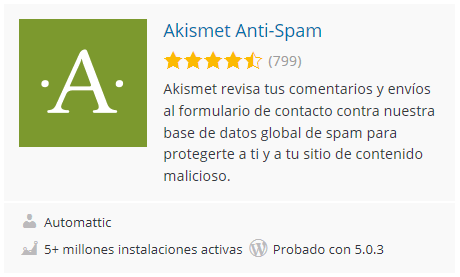 ·A·
Akismet Anti-Spam
(799)
Akismet revisa tus comentarios y envíos
al formulario de contacto contra nuestra
base de datos global de spam para
protegerte a ti y a tu sitio de contenido
malicioso.
Automattic
5+ millones instalaciones activas
Probado con 5.0.3